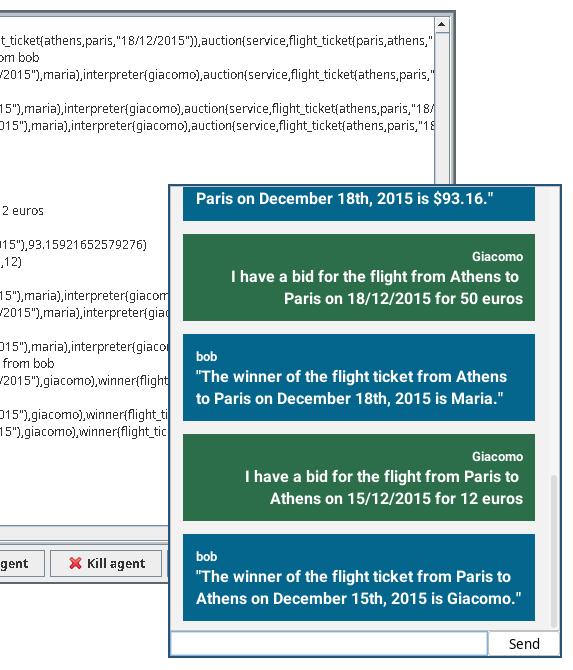 t_ticket(athens,paris,"18/12/2015")),auction(service,flight_ticket(paris,athens,"
om bob
/2015"),maria),interpreter(giacomo),auction(service,flight_ticket(athens,paris,"
15"),maria),interpreter(giacomo),auction(service,flight_ticket(athens,paris,"18/
015"),maria),interpreter(giacomo),auction(service,flight_ticket(athens,paris,"18
2 euros
015"),93.15921652579276)
,12)
15"),maria),interpreter(giacom
/2015"),maria),interpreter(giac
15"),maria),interpreter(giacom
from bob
/2015"),giacomo),winner(flight
15"),giacomo),winner(flight_ti
015"),giacomo),winner(flight_tic
gent
Kill agent
Paris on December 18th, 2015 is $93.16."
Giacomo
I have a bid for the flight from Athens to
Paris on 18/12/2015 for 50 euros
bob
"The winner of the flight ticket from Athens
to Paris on December 18th, 2015 is Maria."
Giacomo
I have a bid for the flight from Paris to
Athens on 15/12/2015 for 12 euros
bob
"The winner of the flight ticket from Paris to
Athens on December 15th, 2015 is Giacomo."
Send